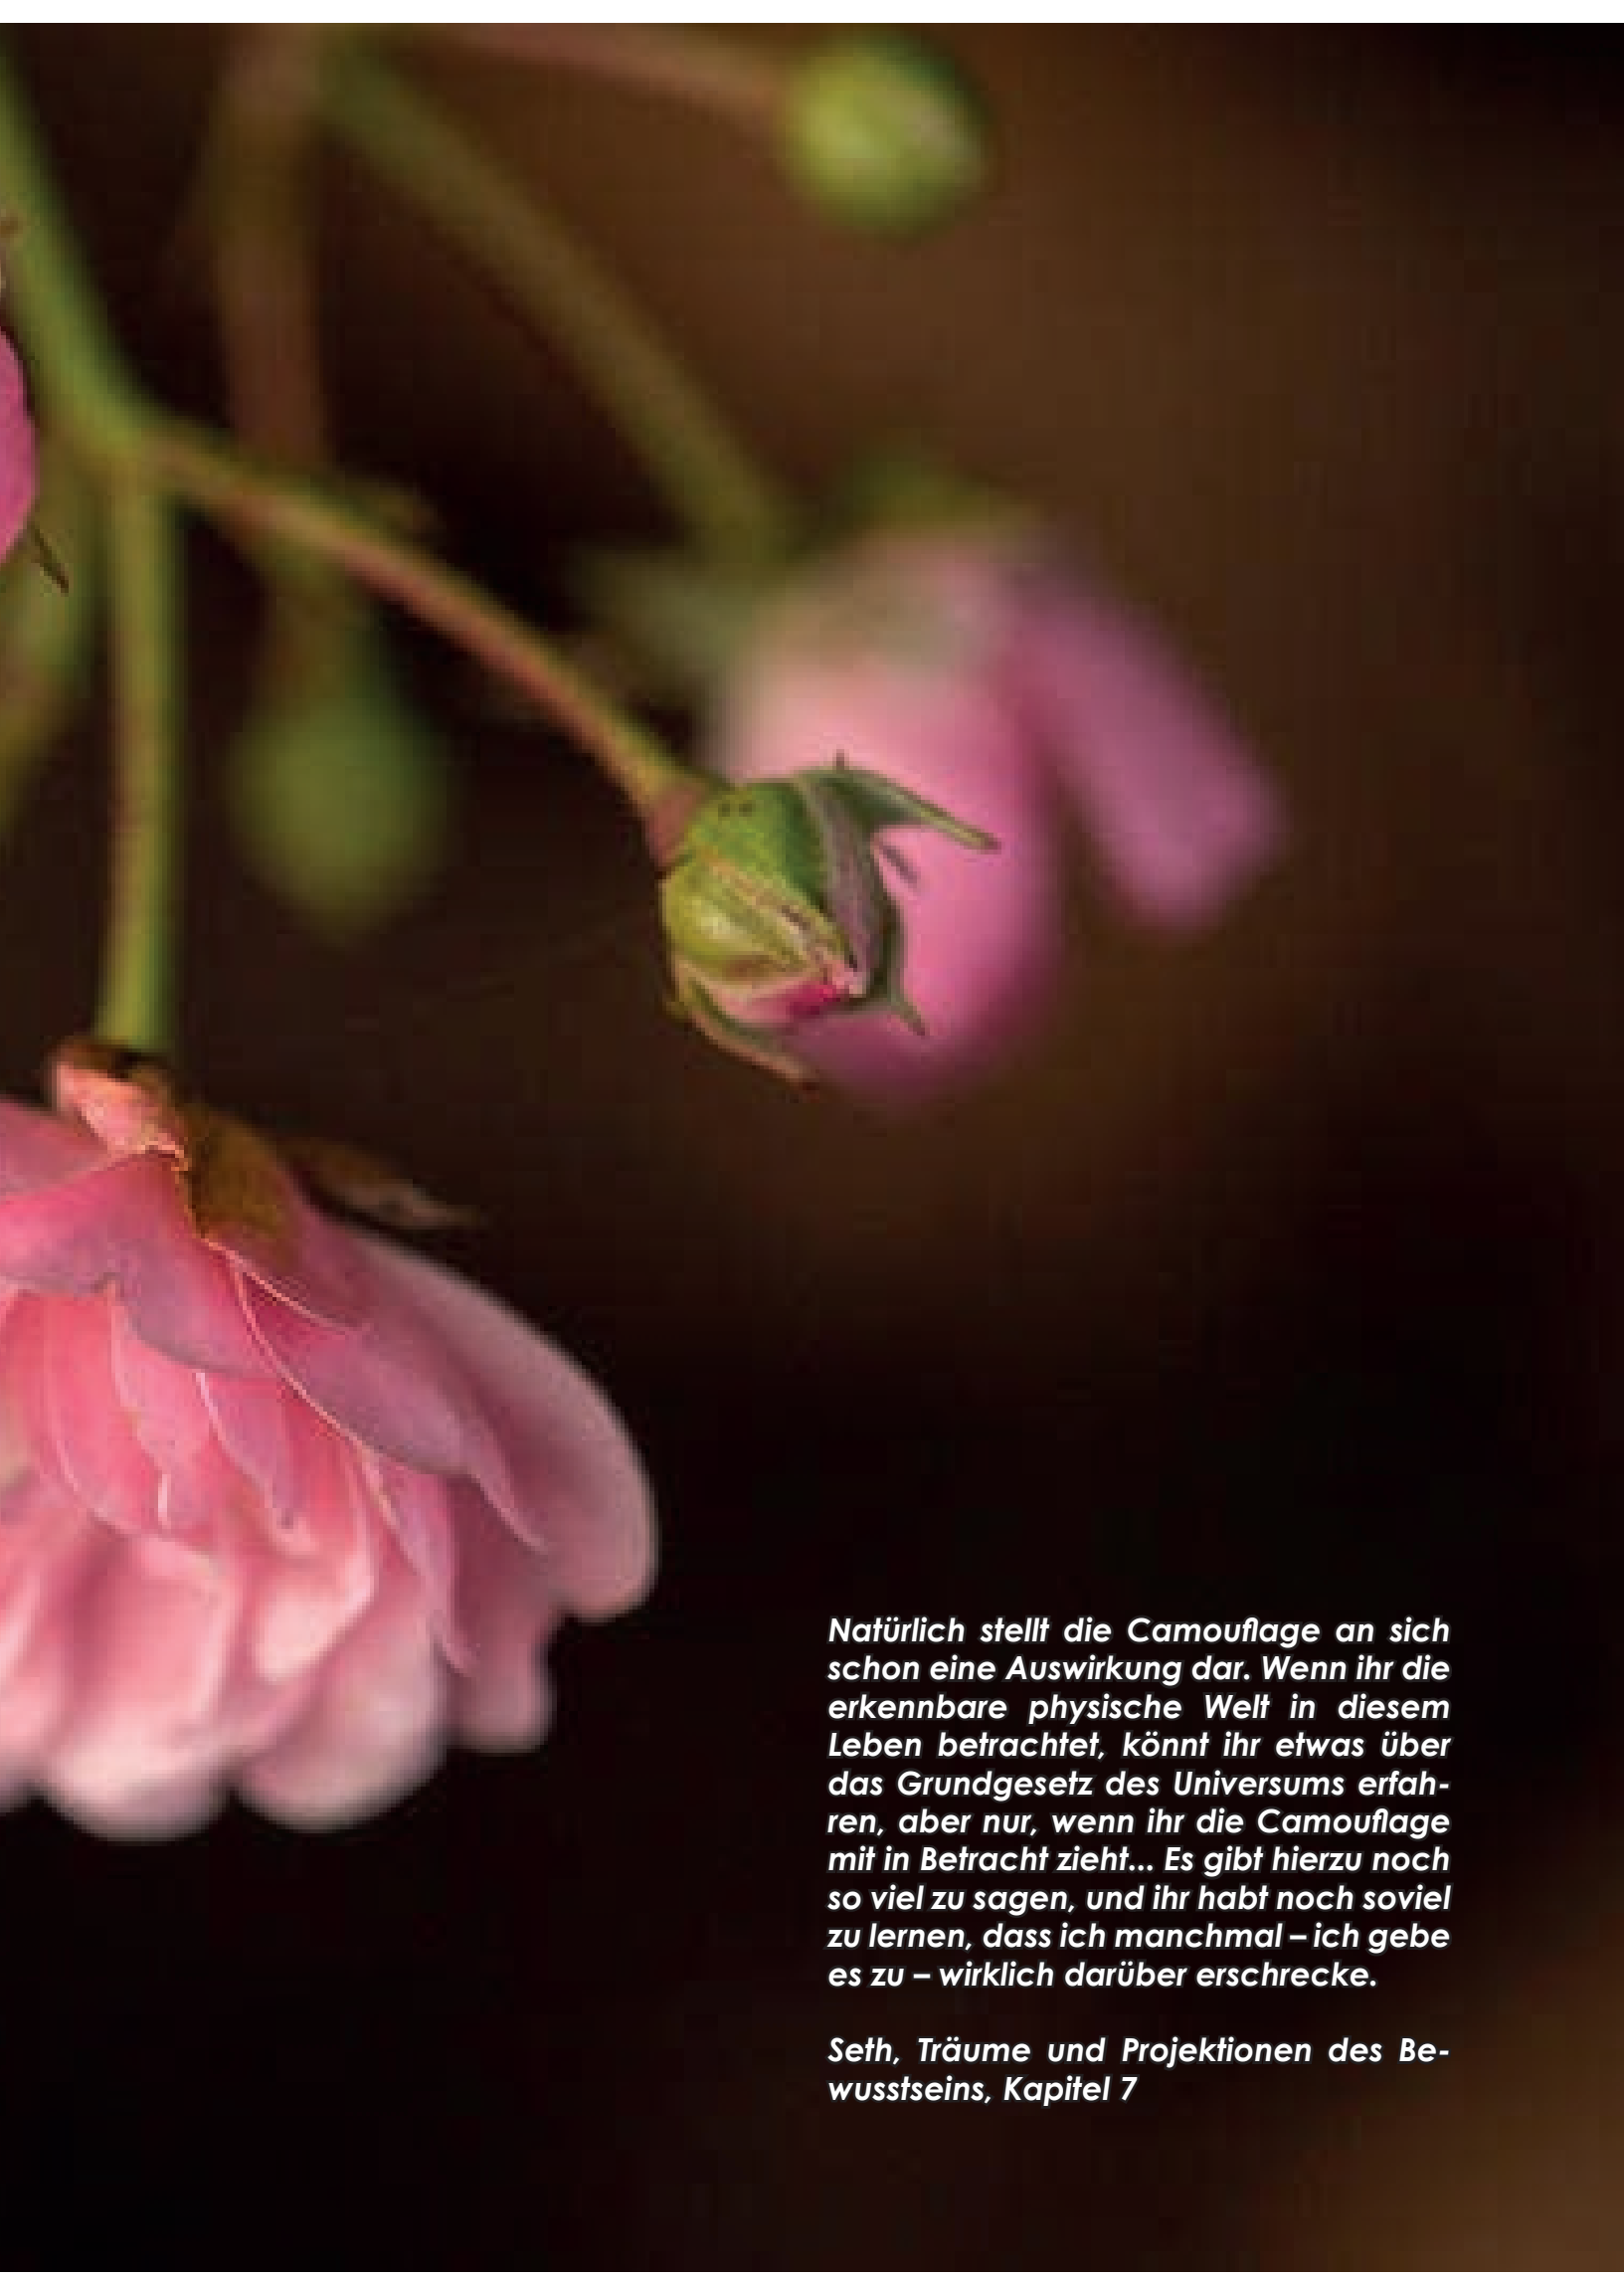 Natürlich stellt die Camouflage an sich
schon eine Auswirkung dar. Wenn ihr die
erkennbare physische Welt in diesem
Leben betrachtet, könnt ihr etwas über
das Grundgesetz des Universums erfah-
ren, aber nur, wenn ihr die Camouflage
mit in Betracht zieht... Es gibt hierzu noch
so viel zu sagen, und ihr habt noch soviel
zu lernen, dass ich manchmal – ich gebe
es zu – wirklich darüber erschrecke.
Seth, Träume und Projektionen des Be-
wusstseins, Kapitel 7